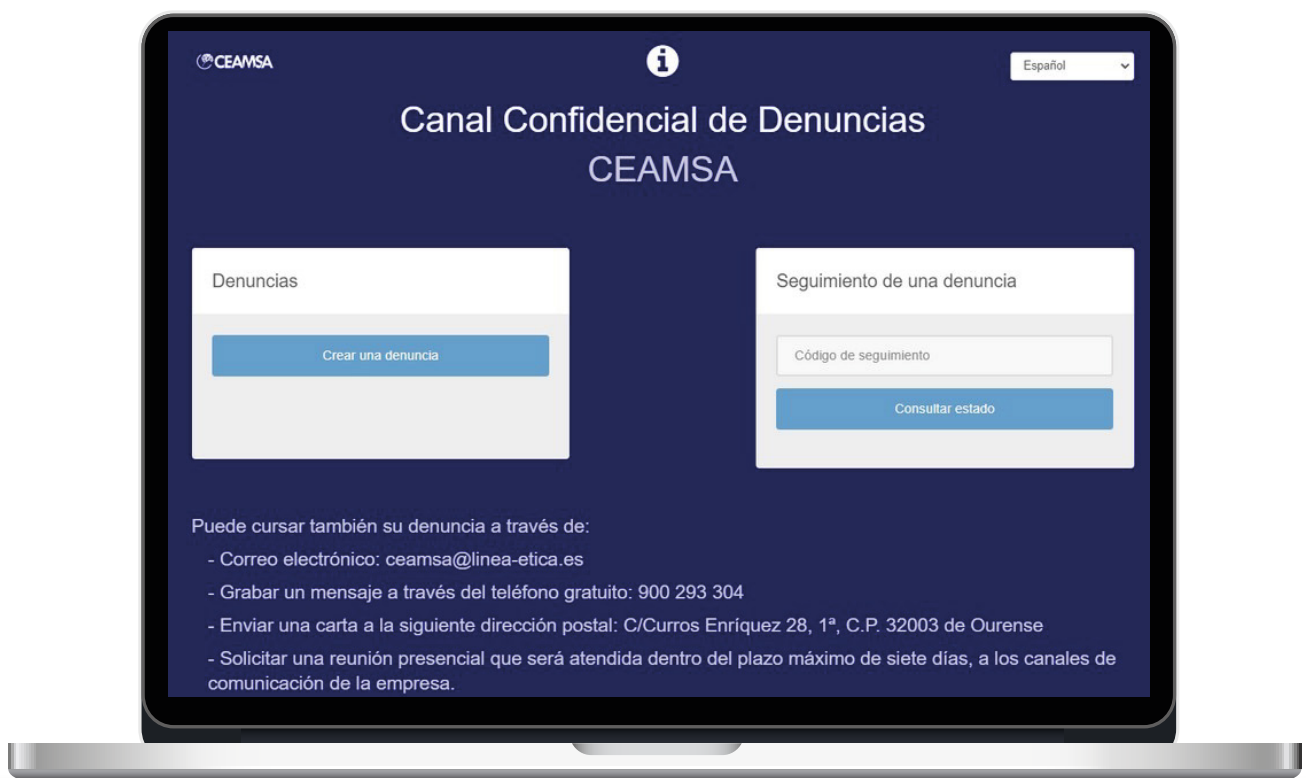 CEAMSA
Español
Canal Confidencial de Denuncias
CEAMSA
Denuncias
Crear una denuncia
Seguimiento de una denuncia
Código de seguimiento
Consultar estado
Puede cursar también su denuncia a través de:
- Correo electrónico: ceamsa@linea-etica.es
- Grabar un mensaje a través del teléfono gratuito: 900 293 304
- Enviar una carta a la siguiente dirección postal: C/Curros Enríquez 28, 1ª, C.P. 32003 de Ourense
- Solicitar una reunión presencial que será atendida dentro del plazo máximo de siete días, a los canales de
comunicación de la empresa.